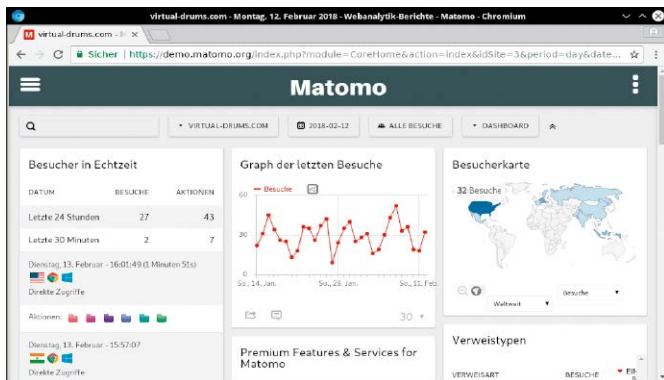 virtual-drums.com - Montag, 12. Februar 2018 - Webanalytik-Berichte - Matomo - Chromium
virtual-drums.com - M
Sicher | https://demo.matomo.org/index.php?module=CoreHome&action=index&idSite=3&period=day&date...
Matomo
VIRTUAL-DRUMS.COM
2018-02-12
ALLE BESUCHE
DASHBOARD
Besucher in Echtzeit
DATUM BESUCHE AKTIONEN
Letzte 24 Stunden 27 43
Letzte 30 Minuten 2 7
Dienstag, 13. Februar - 16:01:49 (1 Minuten 51s)
Direkte Zugriffe
Aktionen:
Dienstag, 13. Februar - 15:57:07
Direkte Zugriffe
Graph der letzten Besuche
Besuche
60
30
0
So., 14. Jan. So., 28. Jan. So., 11. Feb.
30
Premium Features & Services for
Matomo
Besucherkarte
32 Besuche
Weltweit
Besuche
Verweistypen
VERWEISART BESUCHE